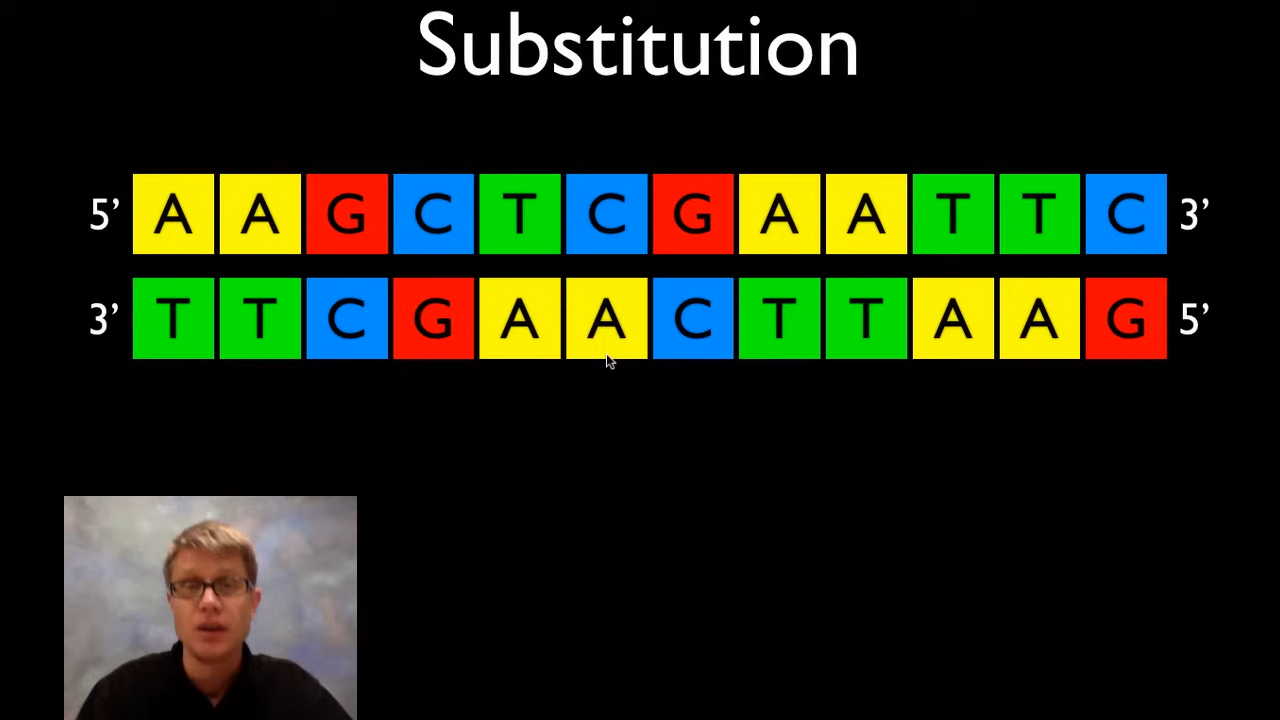 Substitution
5’ A A G C T C G A A T T C 3’
3’ T T C G A A C T T A A G 5’